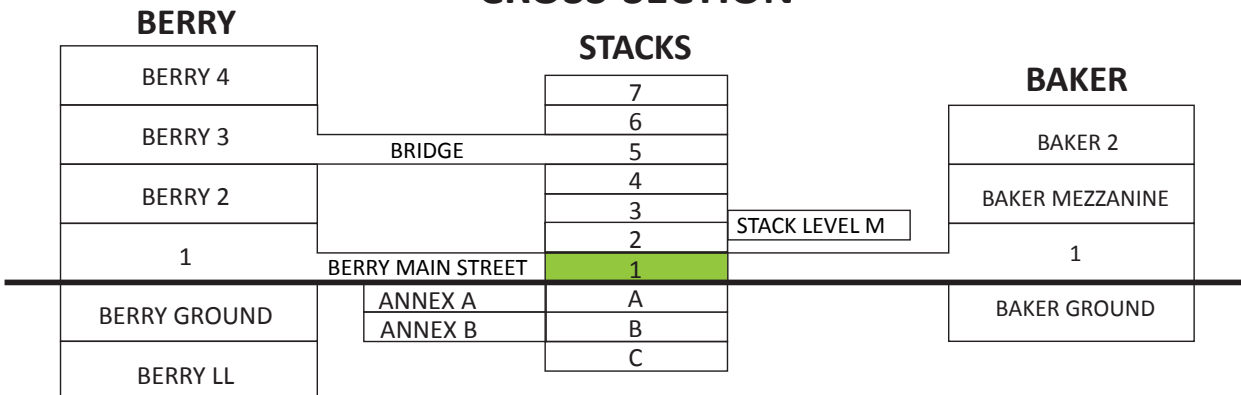 CROSS-SECTION
BERRY
STACKS
BAKER
BERRY 4
BERRY 3
BERRY 2
1
BERRY GROUND
BERRY LL
BRIDGE
BERRY MAIN STREET
ANNEX A
ANNEX B
7
6
5
4
3
2
1
A
B
C
STACK LEVEL M
BAKER 2
BAKER MEZZANINE
1
BAKER GROUND